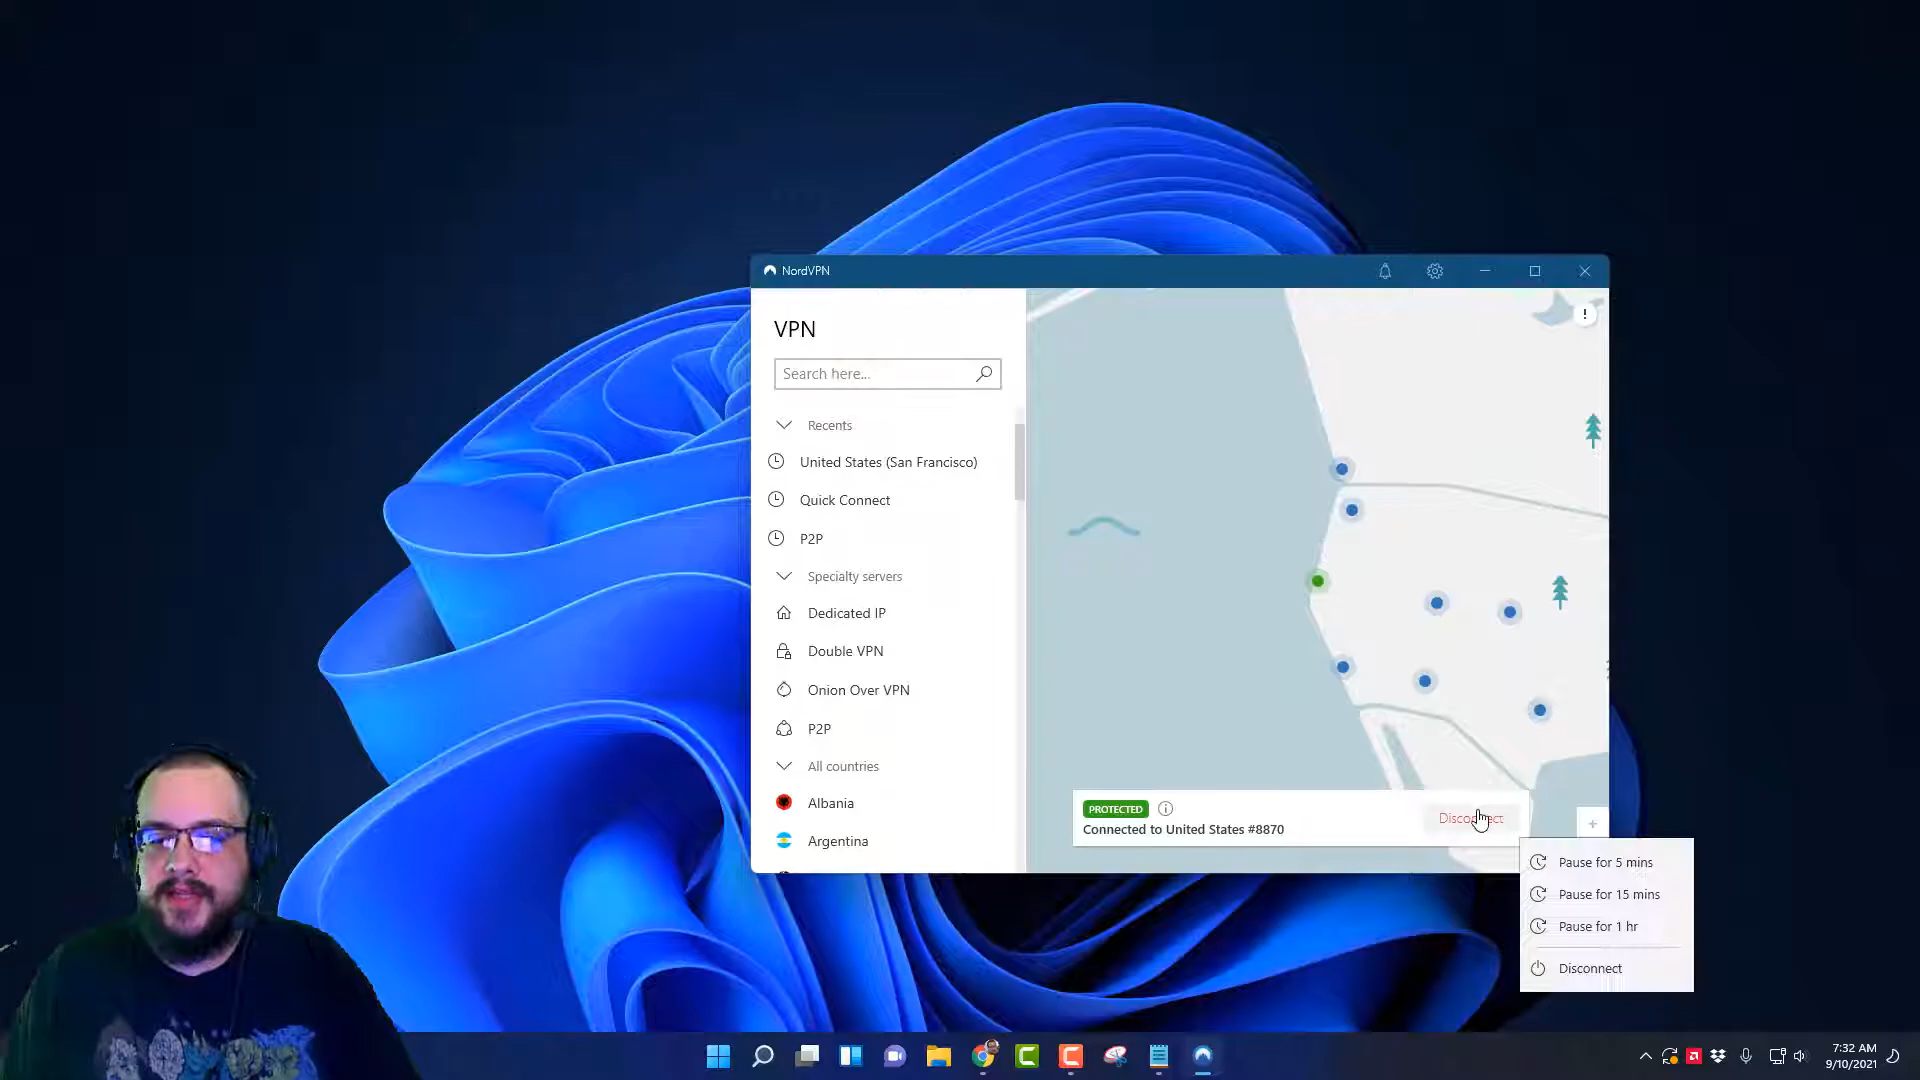 NordVPN
VPN
Search here...
Recents
United States (San Francisco)
Quick Connect
P2P
Specialty servers
Dedicated IP
Double VPN
Onion Over VPN
P2P
All countries
Albania
Argentina
!
PROTECTED
Connected to United States #8870
Disconnect
+
Pause for 5 mins
Pause for 15 mins
Pause for 1 hr
Disconnect
7:32 AM
9/10/2021